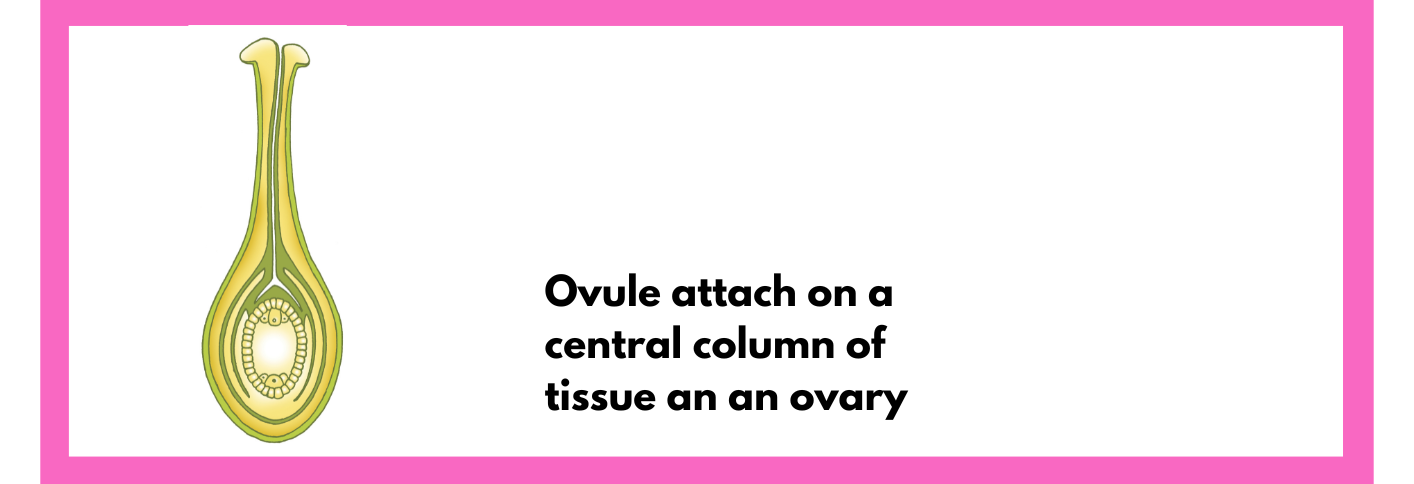 Ovule attach on a
central column of
tissue an an ovary